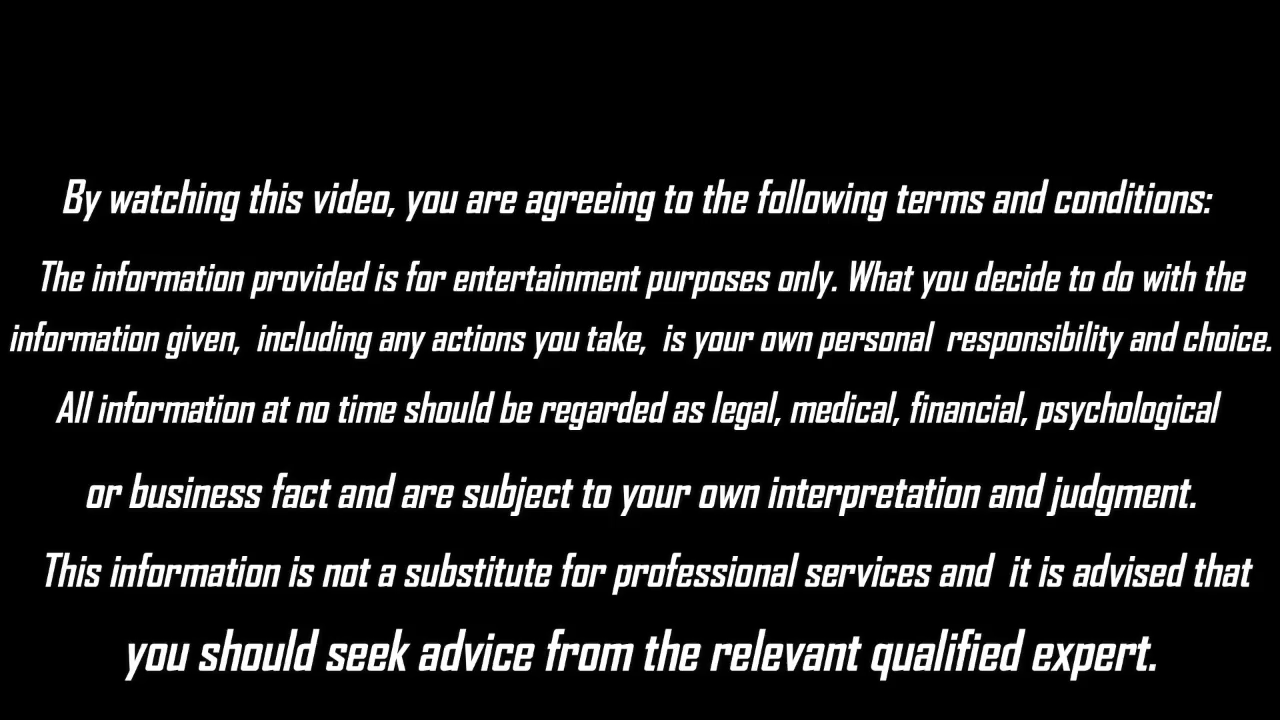 By watching this video, you are agreeing to the following terms and conditions:
The information provided is for entertainment purposes only. What you decide to do with the
information given, including any actions you take, is your own personal responsibility and choice.
All information at no time should be regarded as legal, medical, financial, psychological
or business fact and are subject to your own interpretation and judgment.
This information is not a substitute for professional services and it is advised that
you should seek advice from the relevant qualified expert.